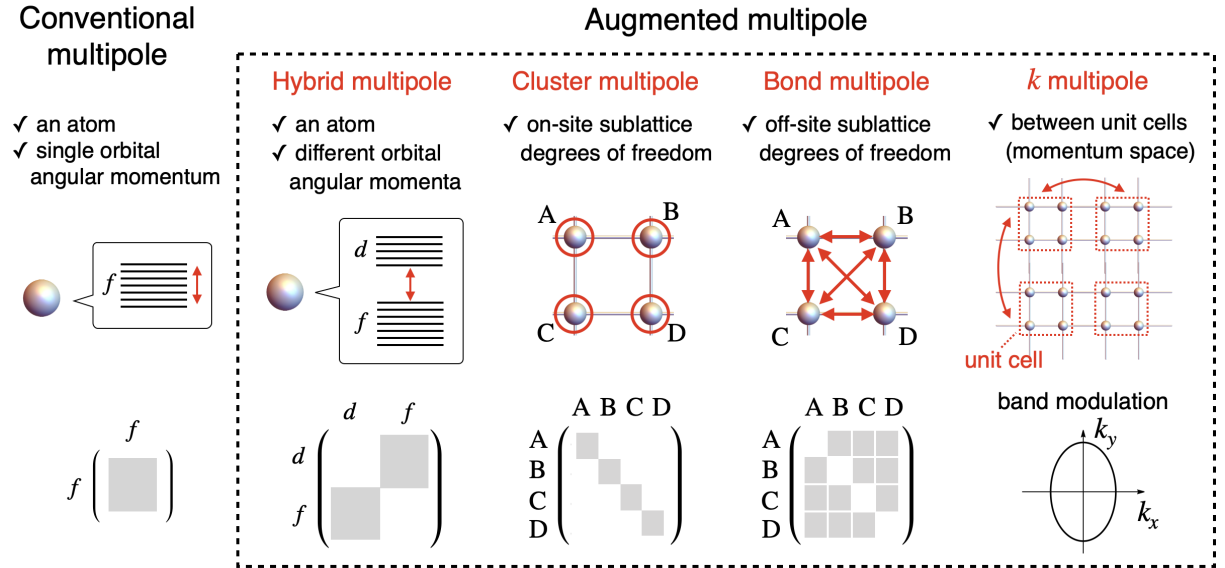 Conventional
multipole
Augmented multipole
✓ an atom
✓ single orbital
angular momentum
f
f
f
Hybrid multipole
✓ an atom
✓ different orbital
angular momenta
d
f
d f
d
f
Cluster multipole
✓ on-site sublattice
degrees of freedom
A B
C D
A B C D
A
B
C
D
Bond multipole
✓ off-site sublattice
degrees of freedom
A B
C D
A B C D
A
B
C
D
k multipole
✓ between unit cells
(momentum space)
unit cell
band modulation
k_y
k_x